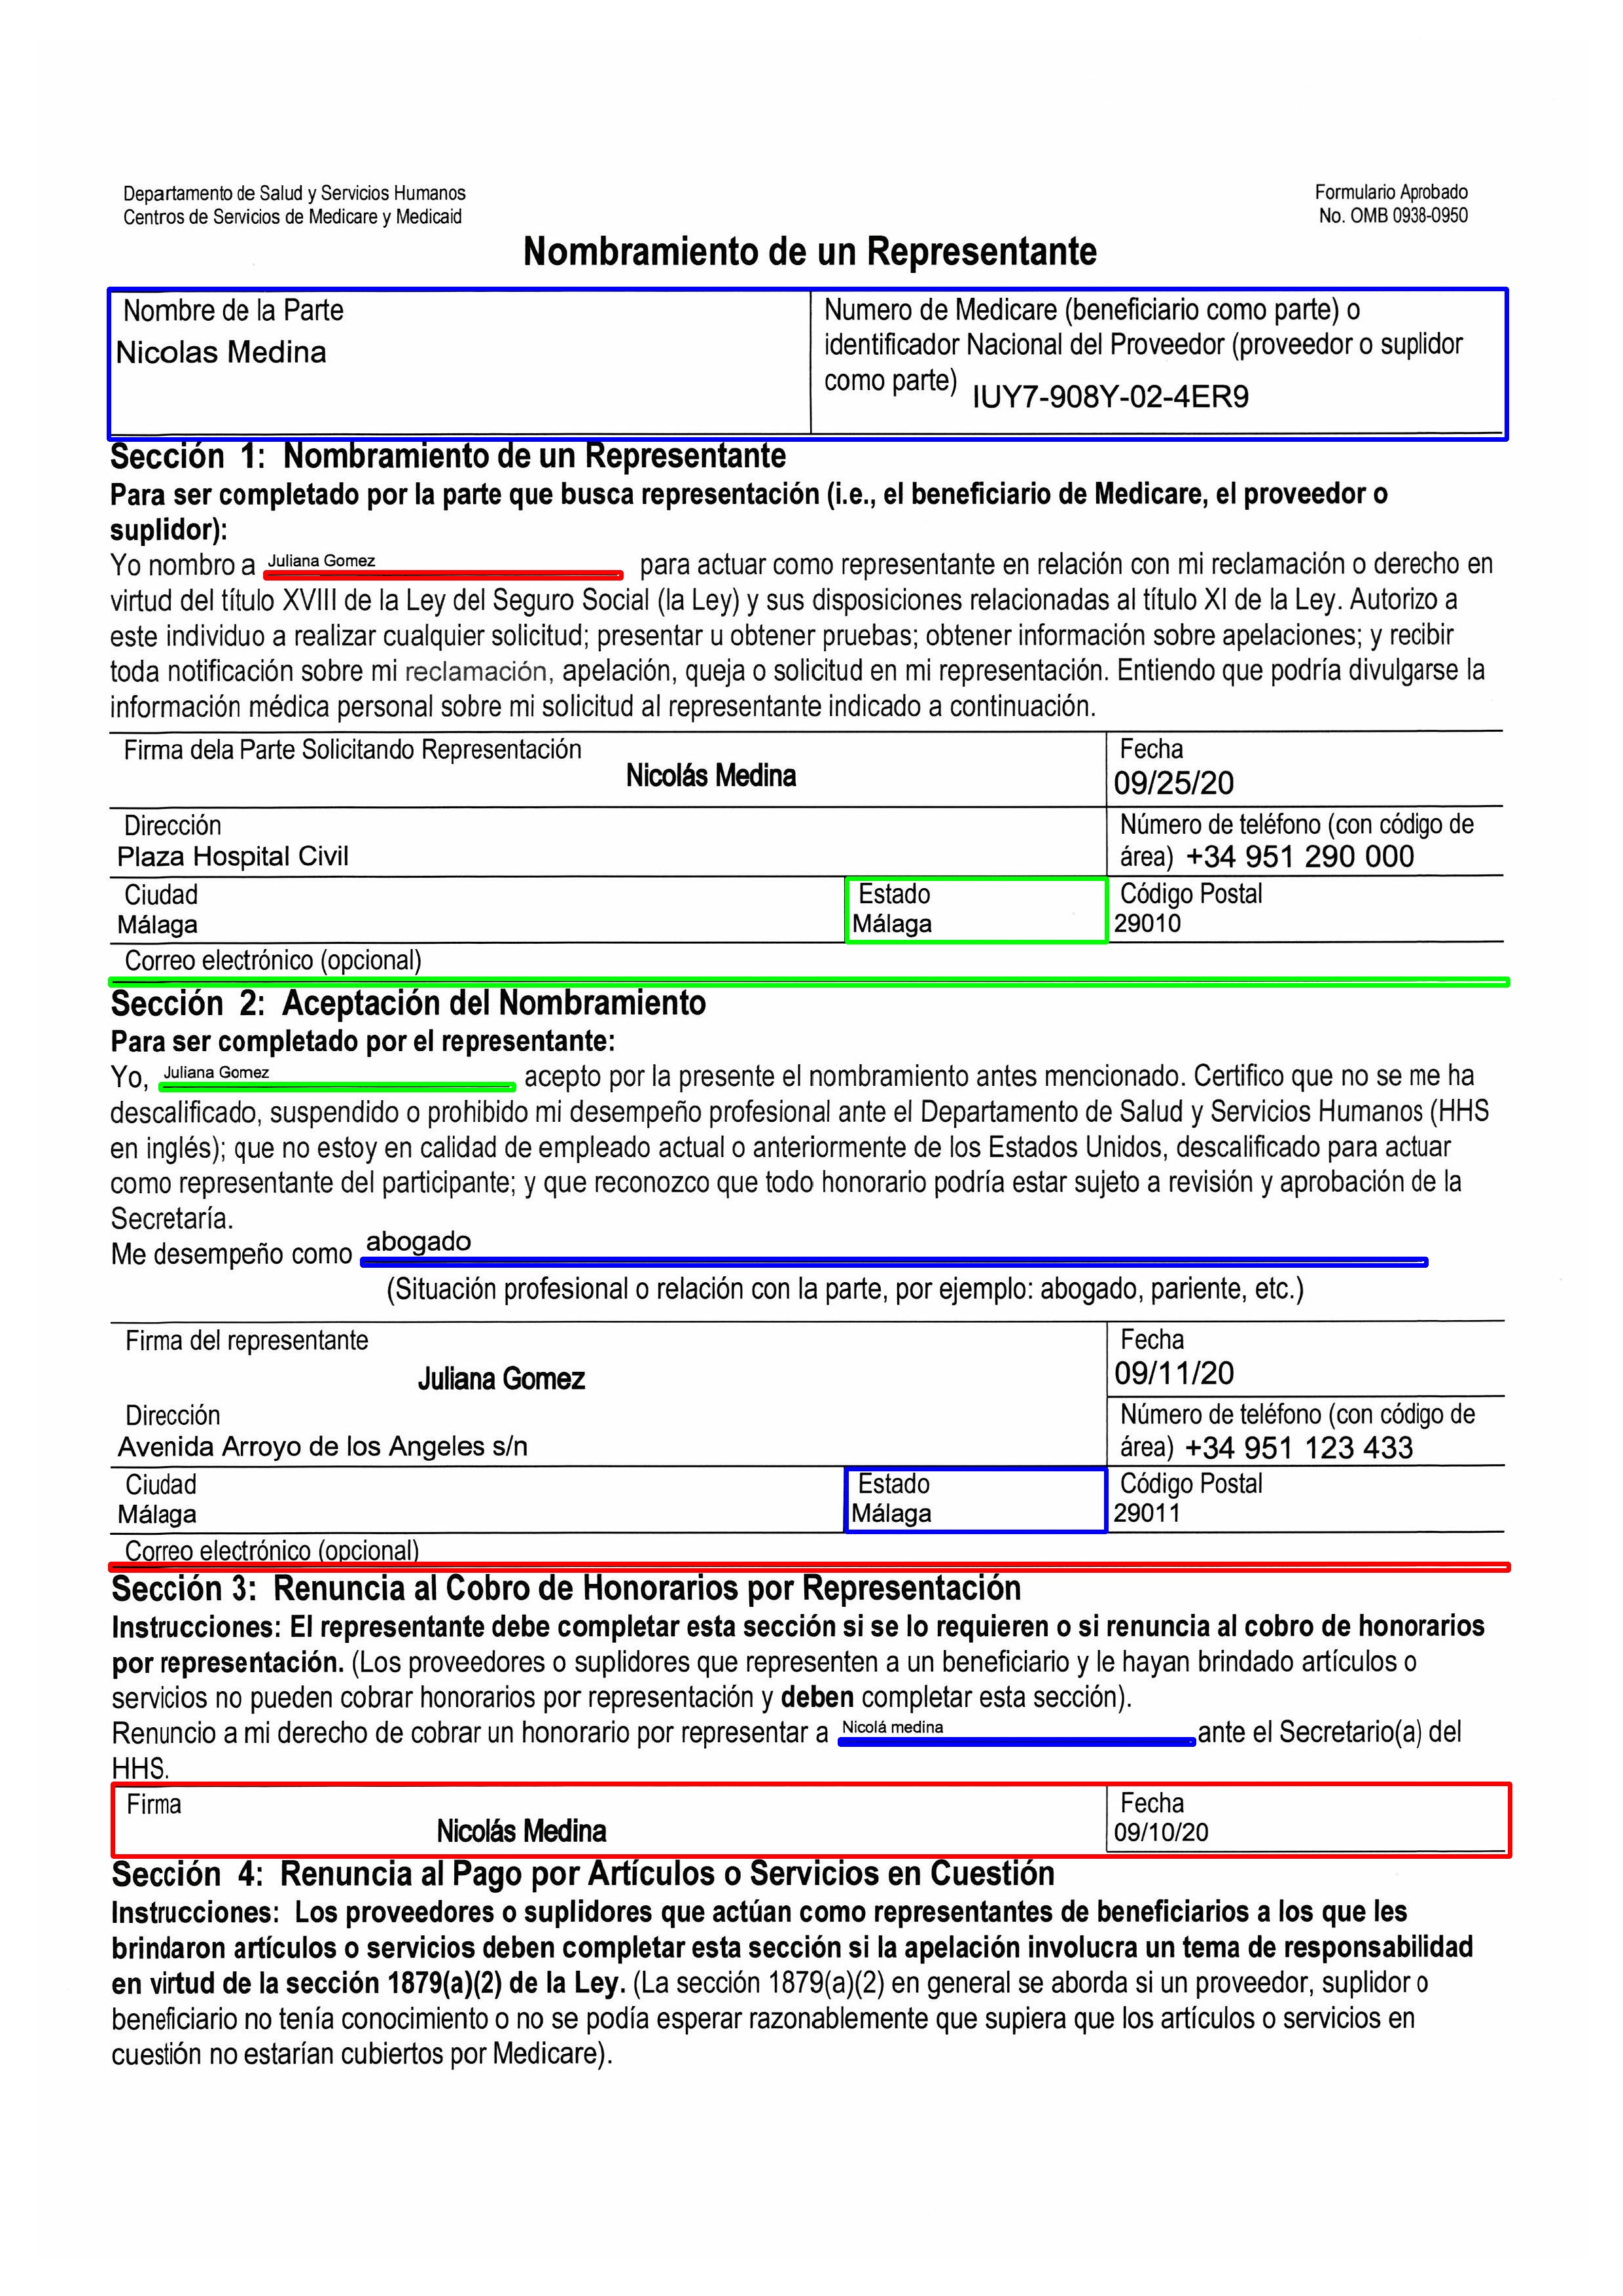 Departamento de Salud y Servicios Humanos
Centros de Servicios de Medicare y Medicaid
Formulario Aprobado
No. OMB 0938-0950
Nombramiento de un Representante
Nombre de la Parte
Nicolas Medina
Numero de Medicare (beneficiario como parte) o
identificador Nacional del Proveedor (proveedor o suplidor
como parte) IUY7-908Y-02-4ER9
Sección 1: Nombramiento de un Representante
Para ser completado por la parte que busca representación (i.e., el beneficiario de Medicare, el proveedor o
suplidor):
Yo nombro a Juliana Gomez para actuar como representante en relación con mi reclamación o derecho en
virtud del título XVIII de la Ley del Seguro Social (la Ley) y sus disposiciones relacionadas al título XI de la Ley. Autorizo a
este individuo a realizar cualquier solicitud; presentar u obtener pruebas; obtener información sobre apelaciones; y recibir
toda notificación sobre mi reclamación, apelación, queja o solicitud en mi representación. Entiendo que podría divulgarse la
información médica personal sobre mi solicitud al representante indicado a continuación.
Firma dela Parte Solicitando Representación
Nicolás Medina
Fecha
09/25/20
Dirección
Plaza Hospital Civil
Número de teléfono (con código de
área) +34 951 290 000
Ciudad
Málaga
Estado
Málaga
Código Postal
29010
Correo electrónico (opcional)
Sección 2: Aceptación del Nombramiento
Para ser completado por el representante:
Yo, Juliana Gomez acepto por la presente el nombramiento antes mencionado. Certifico que no se me ha
descalificado, suspendido o prohibido mi desempeño profesional ante el Departamento de Salud y Servicios Humanos (HHS
en inglés); que no estoy en calidad de empleado actual o anteriormente de los Estados Unidos, descalificado para actuar
como representante del participante; y que reconozco que todo honorario podría estar sujeto a revisión y aprobación de la
Secretaría.
Me desempeño como abogado
(Situación profesional o relación con la parte, por ejemplo: abogado, pariente, etc.)
Firma del representante
Juliana Gomez
Fecha
09/11/20
Dirección
Avenida Arroyo de los Angeles s/n
Número de teléfono (con código de
área) +34 951 123 433
Ciudad
Málaga
Estado
Málaga
Código Postal
29011
Correo electrónico (opcional)
Sección 3: Renuncia al Cobro de Honorarios por Representación
Instrucciones: El representante debe completar esta sección si se lo requieren o si renuncia al cobro de honorarios
por representación. (Los proveedores o suplidores que representen a un beneficiario y le hayan brindado artículos o
servicios no pueden cobrar honorarios por representación y deben completar esta sección).
Renuncio a mi derecho de cobrar un honorario por representar a Nicolá medina ante el Secretario(a) del
HHS.
Firma
Nicolás Medina
Fecha
09/10/20
Sección 4: Renuncia al Pago por Artículos o Servicios en Cuestión
Instrucciones: Los proveedores o suplidores que actúan como representantes de beneficiarios a los que les
brindaron artículos o servicios deben completar esta sección si la apelación involucra un tema de responsabilidad
en virtud de la sección 1879(a)(2) de la Ley. (La sección 1879(a)(2) en general se aborda si un proveedor, suplidor o
beneficiario no tenía conocimiento o no se podía esperar razonablemente que supiera que los artículos o servicios en
cuestión no estarían cubiertos por Medicare).